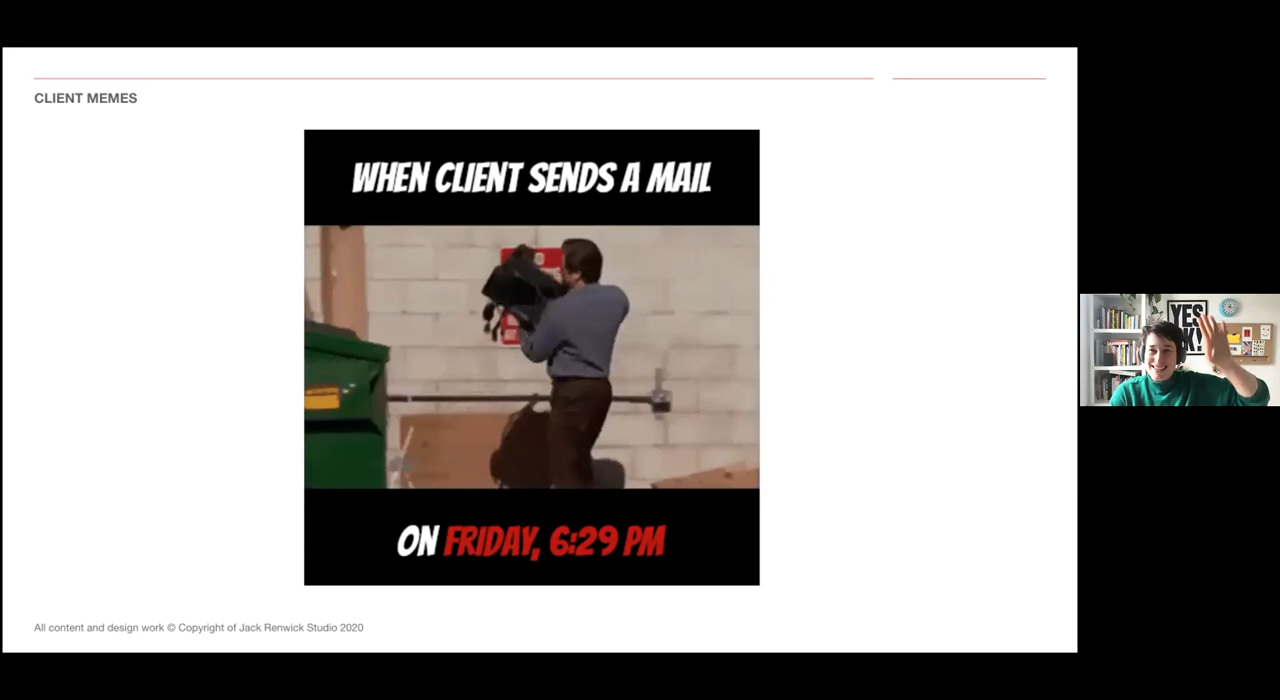 CLIENT MEMES
WHEN CLIENT SENDS A MAIL
ON FRIDAY, 6:29 PM
All content and design work © Copyright of Jack Renwick Studio 2020
YES